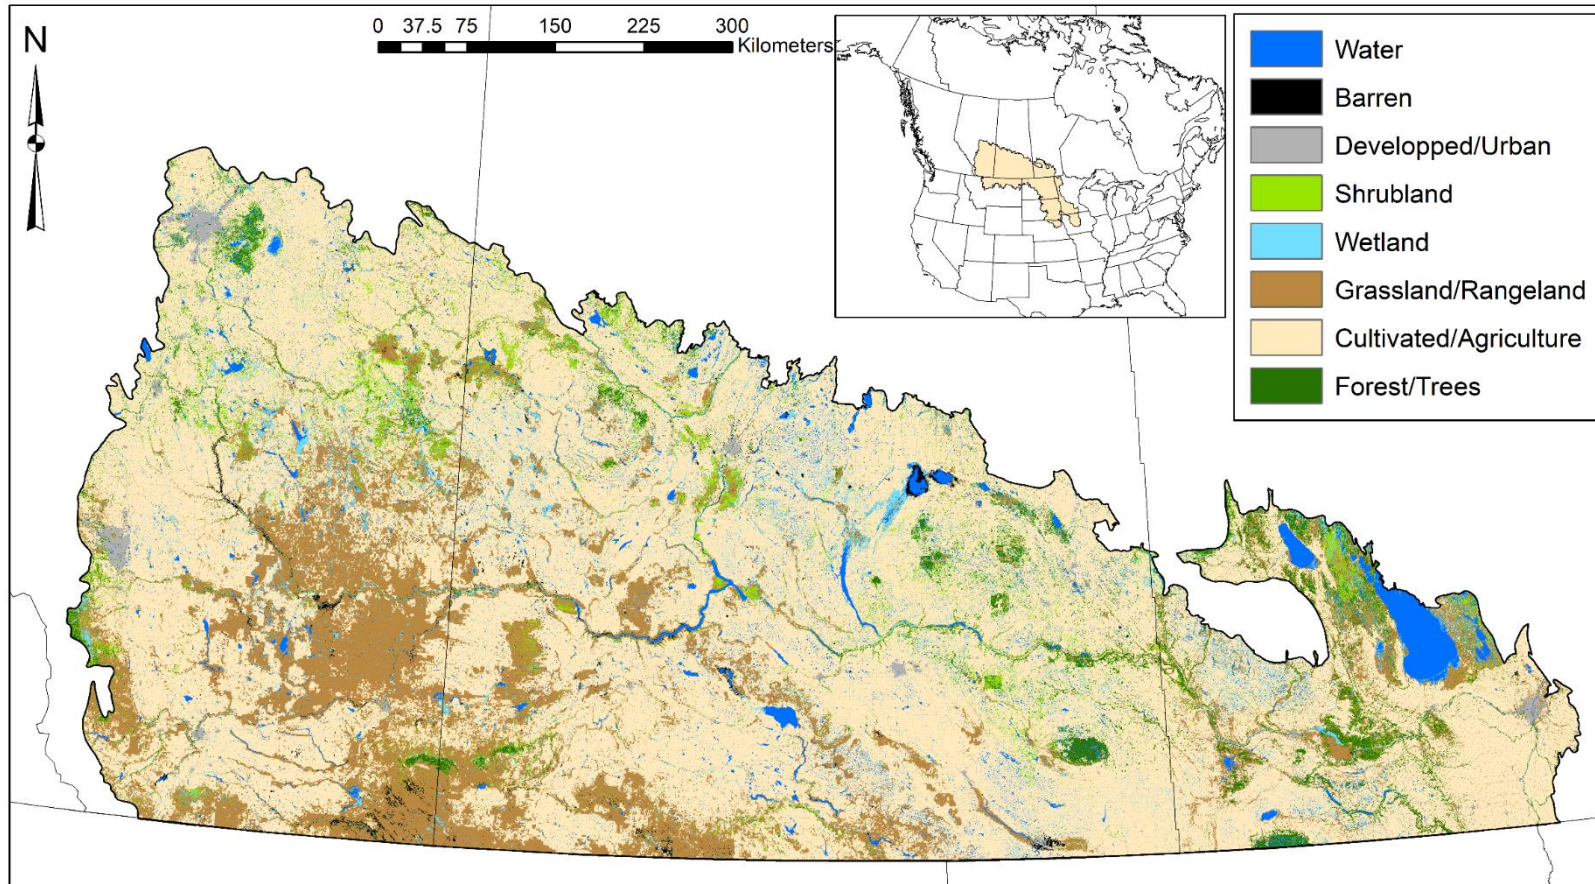 N
0 37.5 75 150 225 300
Kilometers
Water
Barren
Developped/Urban
Shrubland
Wetland
Grassland/Rangeland
Cultivated/Agriculture
Forest/Trees